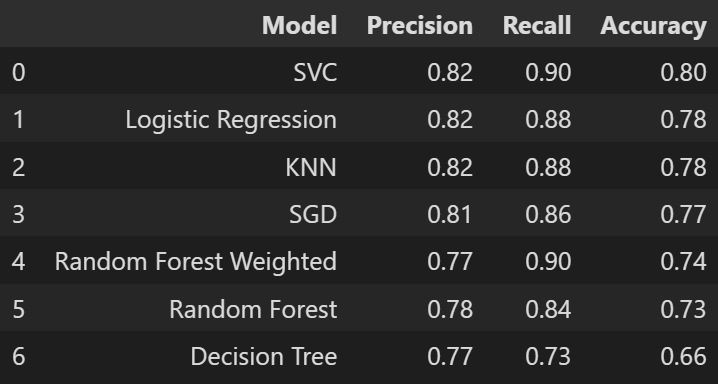 Model Precision Recall Accuracy
0 SVC 0.82 0.90 0.80
1 Logistic Regression 0.82 0.88 0.78
2 KNN 0.82 0.88 0.78
3 SGD 0.81 0.86 0.77
4 Random Forest Weighted 0.77 0.90 0.74
5 Random Forest 0.78 0.84 0.73
6 Decision Tree 0.77 0.73 0.66